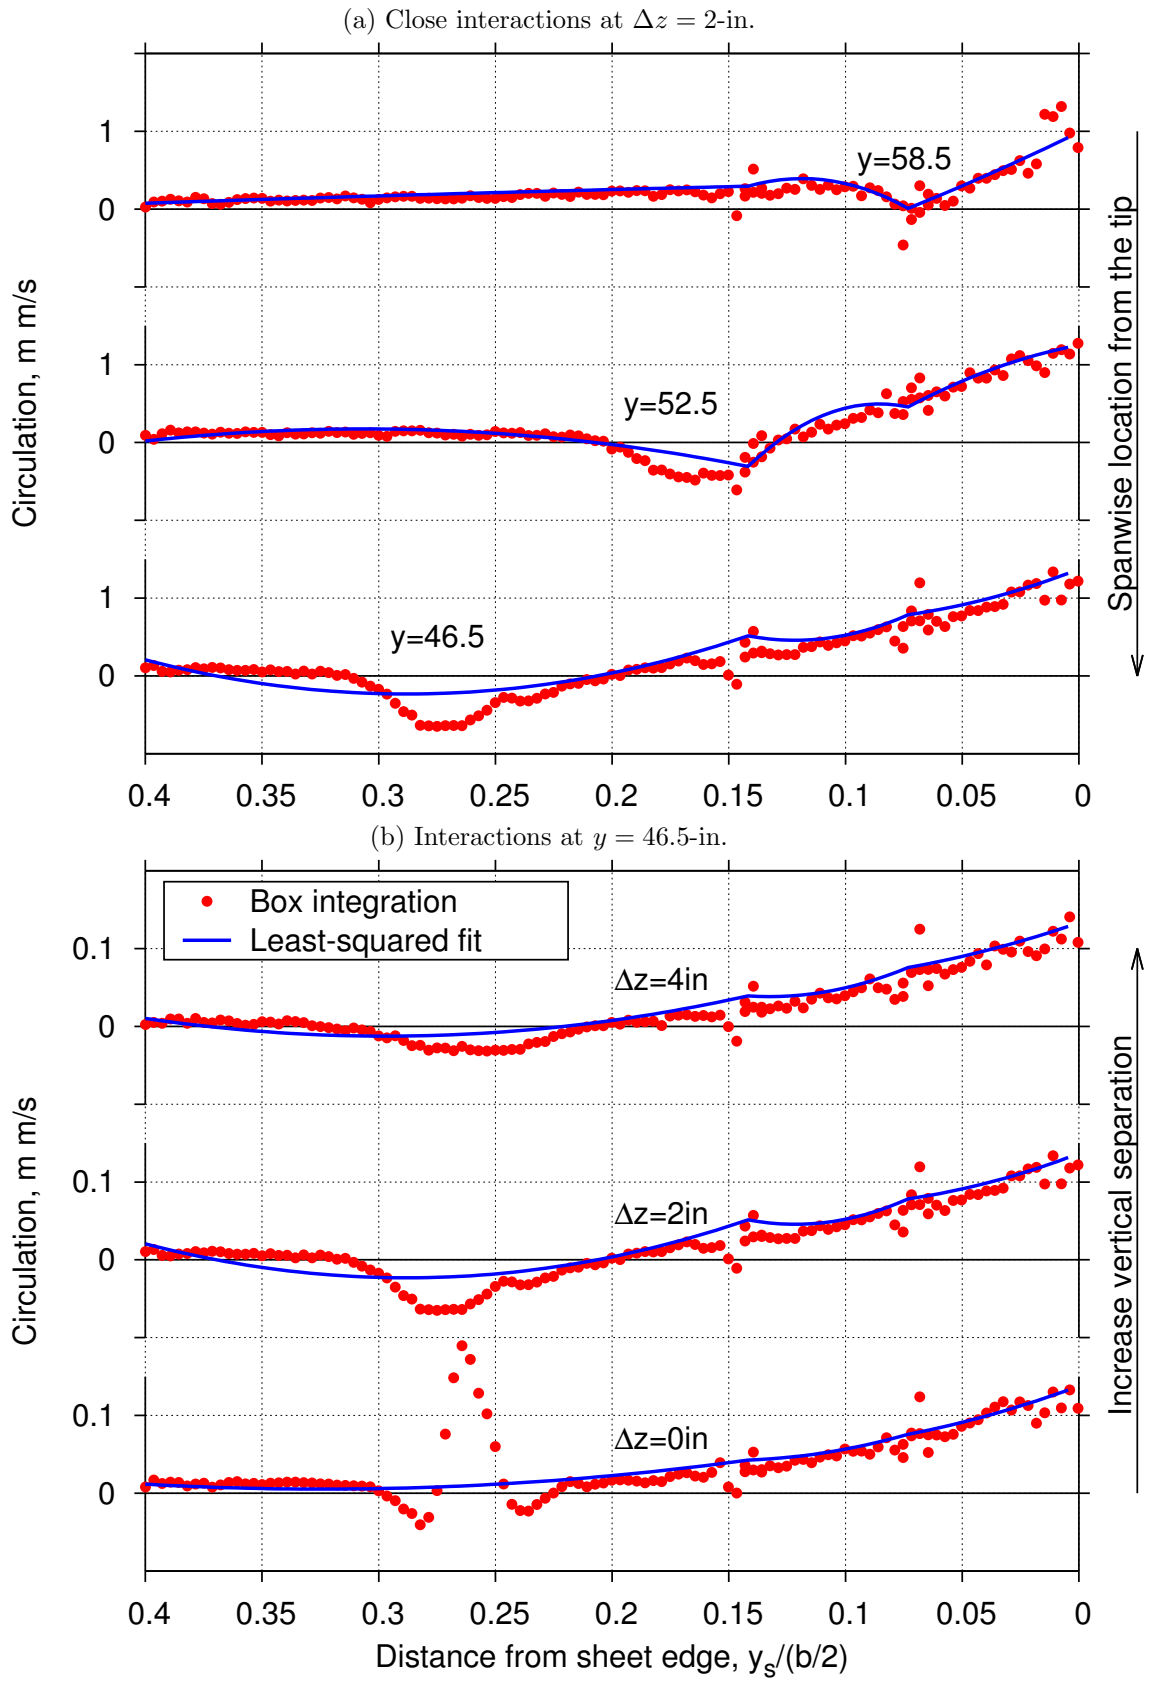 (a) Close interactions at Δz = 2-in.
1
0
y=58.5
1
0
y=52.5
1
0
y=46.5
Circulation, m m/s
Spanwise location from the tip
0.4 0.35 0.3 0.25 0.2 0.15 0.1 0.05 0
(b) Interactions at y = 46.5-in.
Box integration
Least-squared fit
0.1
0
Δz=4in
0.1
0
Δz=2in
0.1
0
Δz=0in
Circulation, m m/s
Increase vertical separation
0.4 0.35 0.3 0.25 0.2 0.15 0.1 0.05 0
Distance from sheet edge, y_s/(b/2)